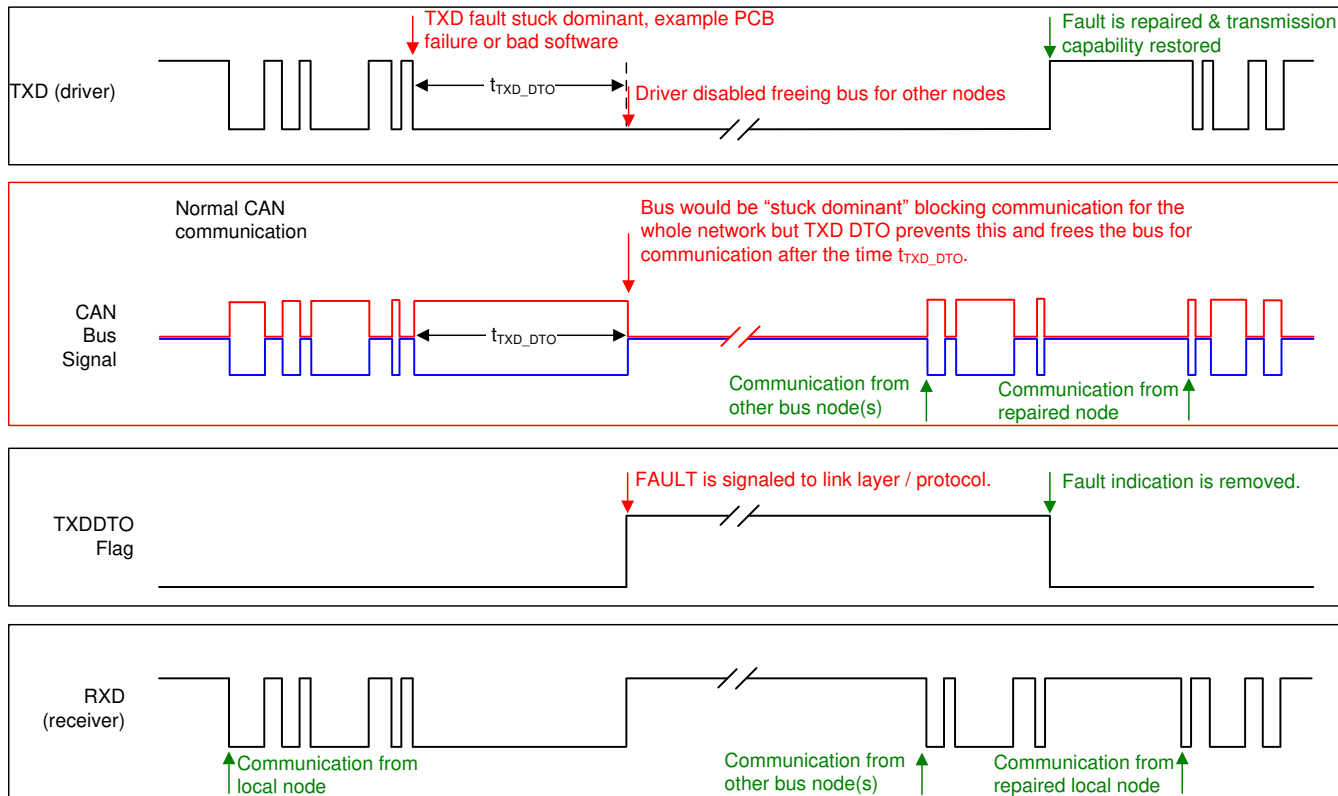 TXD fault stuck dominant, example PCB
failure or bad software
Fault is repaired & transmission
capability restored
TXD (driver)
tTXD_DTO
Driver disabled freeing bus for other nodes
Normal CAN
communication
Bus would be “stuck dominant” blocking communication for the
whole network but TXD DTO prevents this and frees the bus for
communication after the time tTXD_DTO.
CAN
Bus
Signal
tTXD_DTO
Communication from
other bus node(s)
Communication from
repaired node
FAULT is signaled to link layer / protocol.
Fault indication is removed.
TXDDTO
Flag
RXD
(receiver)
Communication from
local node
Communication from
other bus node(s)
Communication from
repaired local node